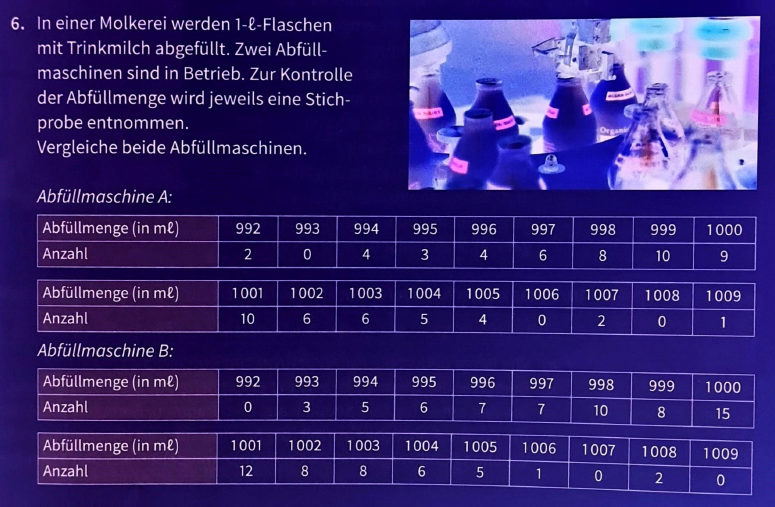 6. In einer Molkerei werden 1-ℓ-Flaschen
mit Trinkmilch abgefüllt. Zwei Abfüll-
maschinen sind in Betrieb. Zur Kontrolle
der Abfüllmenge wird jeweils eine Stich-
probe entnommen.
Vergleiche beide Abfüllmaschinen.
Abfüllmaschine A:
Abfüllmenge (in mℓ) 992 993 994 995 996 997 998 999 1000
Anzahl 2 0 4 3 4 6 8 10 9
Abfüllmenge (in mℓ) 1001 1002 1003 1004 1005 1006 1007 1008 1009
Anzahl 10 6 6 5 4 0 2 0 1
Abfüllmaschine B:
Abfüllmenge (in mℓ) 992 993 994 995 996 997 998 999 1000
Anzahl 0 3 5 6 7 7 10 8 15
Abfüllmenge (in mℓ) 1001 1002 1003 1004 1005 1006 1007 1008 1009
Anzahl 12 8 8 6 5 1 0 2 0